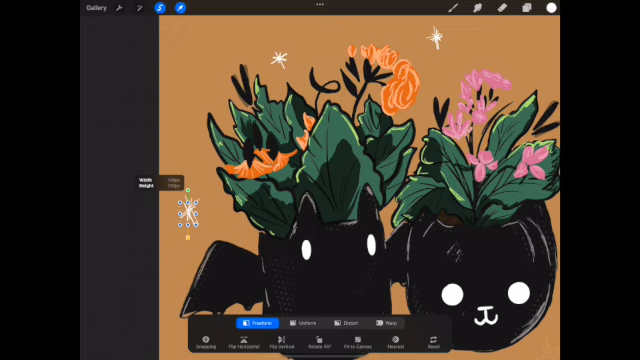 Gallery
Width
Height
Freeform Uniform Distort Warp
Snapping Flip Horizontal Flip Vertical Rotate 45° Fit to Canvas Nearest Reset